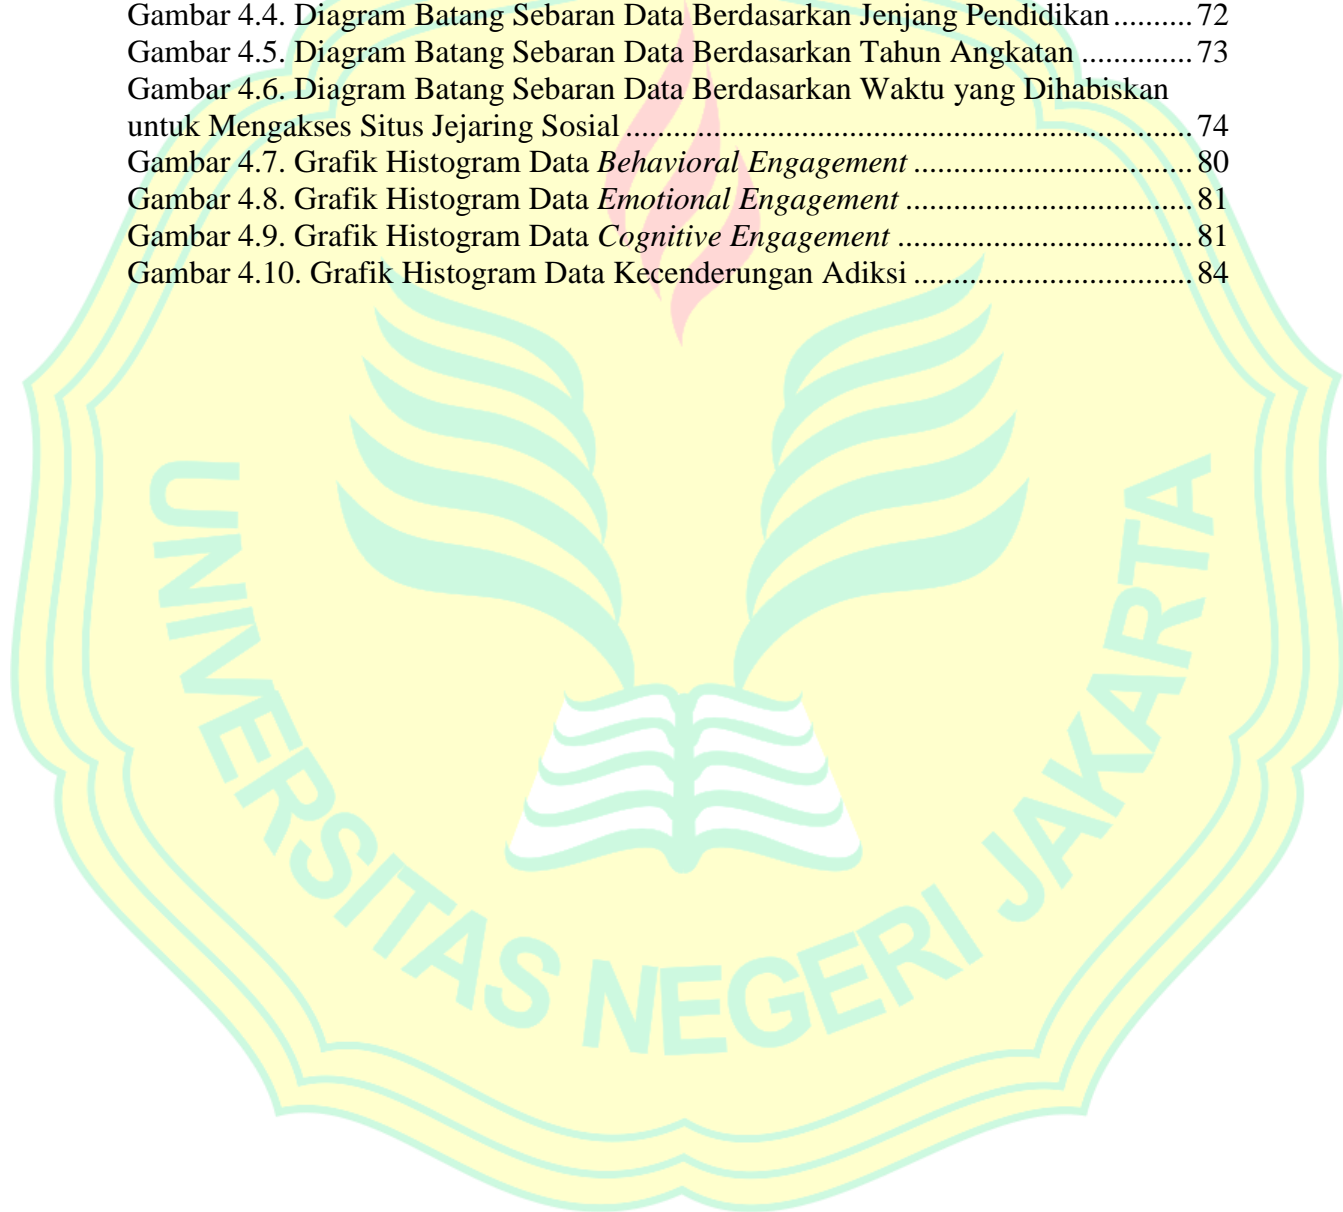 Gambar 4.4. Diagram Batang Sebaran Data Berdasarkan Jenjang Pendidikan .......... 72
Gambar 4.5. Diagram Batang Sebaran Data Berdasarkan Tahun Angkatan .............. 73
Gambar 4.6. Diagram Batang Sebaran Data Berdasarkan Waktu yang Dihabiskan
untuk Mengakses Situs Jejaring Sosial ...................................................................... 74
Gambar 4.7. Grafik Histogram Data Behavioral Engagement .................................. 80
Gambar 4.8. Grafik Histogram Data Emotional Engagement ................................... 81
Gambar 4.9. Grafik Histogram Data Cognitive Engagement .................................... 81
Gambar 4.10. Grafik Histogram Data Kecenderungan Adiksi .................................. 84
UNIVERSITAS NEGERI JAKARTA